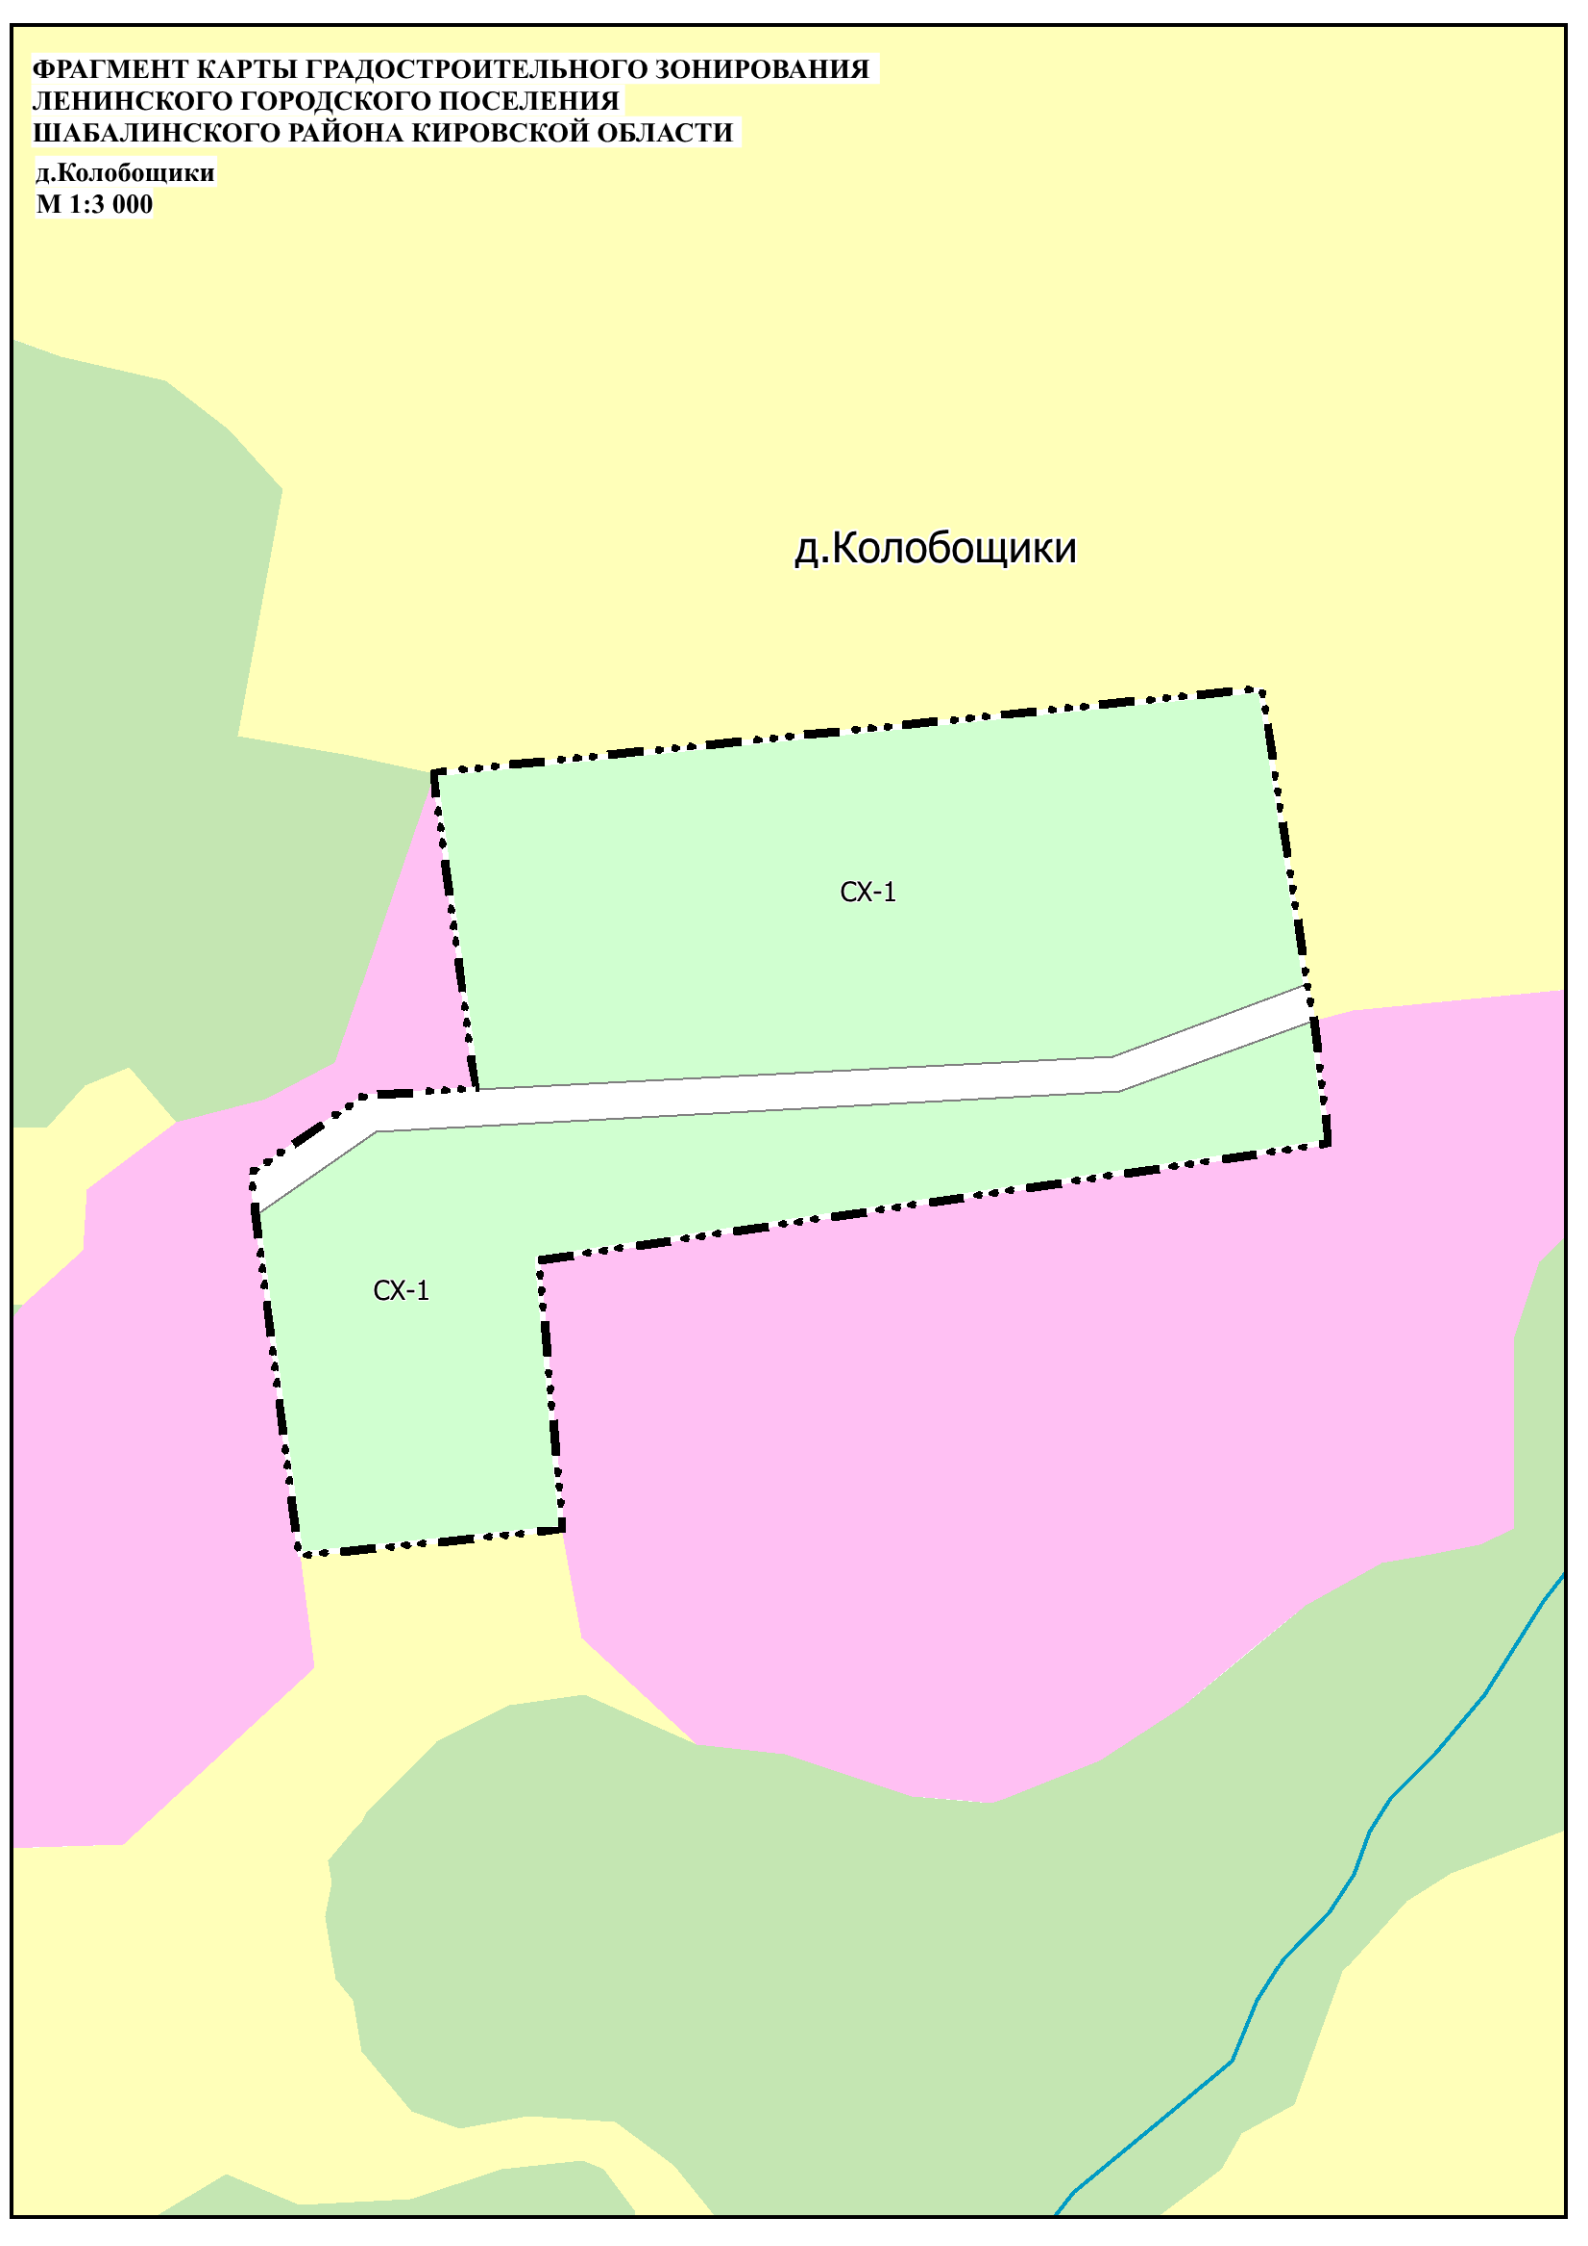 ФРАГМЕНТ КАРТЫ ГРАДОСТРОИТЕЛЬНОГО ЗОНИРОВАНИЯ
ЛЕНИНСКОГО ГОРОДСКОГО ПОСЕЛЕНИЯ
ШАБАЛИНСКОГО РАЙОНА КИРОВСКОЙ ОБЛАСТИ
д.Колобощики
М 1:3 000
д.Колобощики
СХ-1
СХ-1